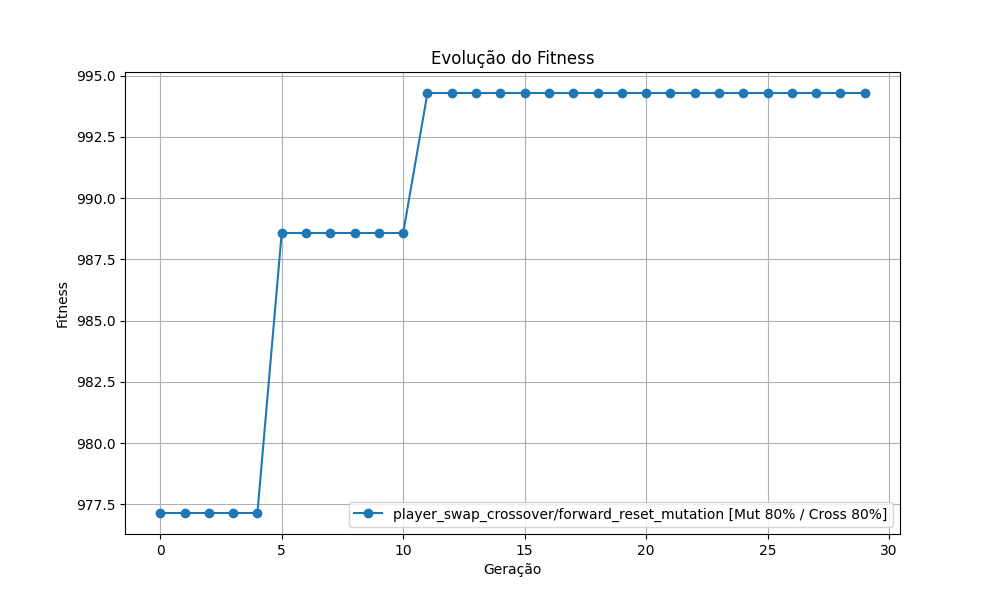 Evolução do Fitness
995.0
992.5
990.0
987.5
985.0
982.5
980.0
977.5
Fitness
player_swap_crossover/forward_reset_mutation [Mut 80% / Cross 80%]
0 5 10 15 20 25 30
Geração